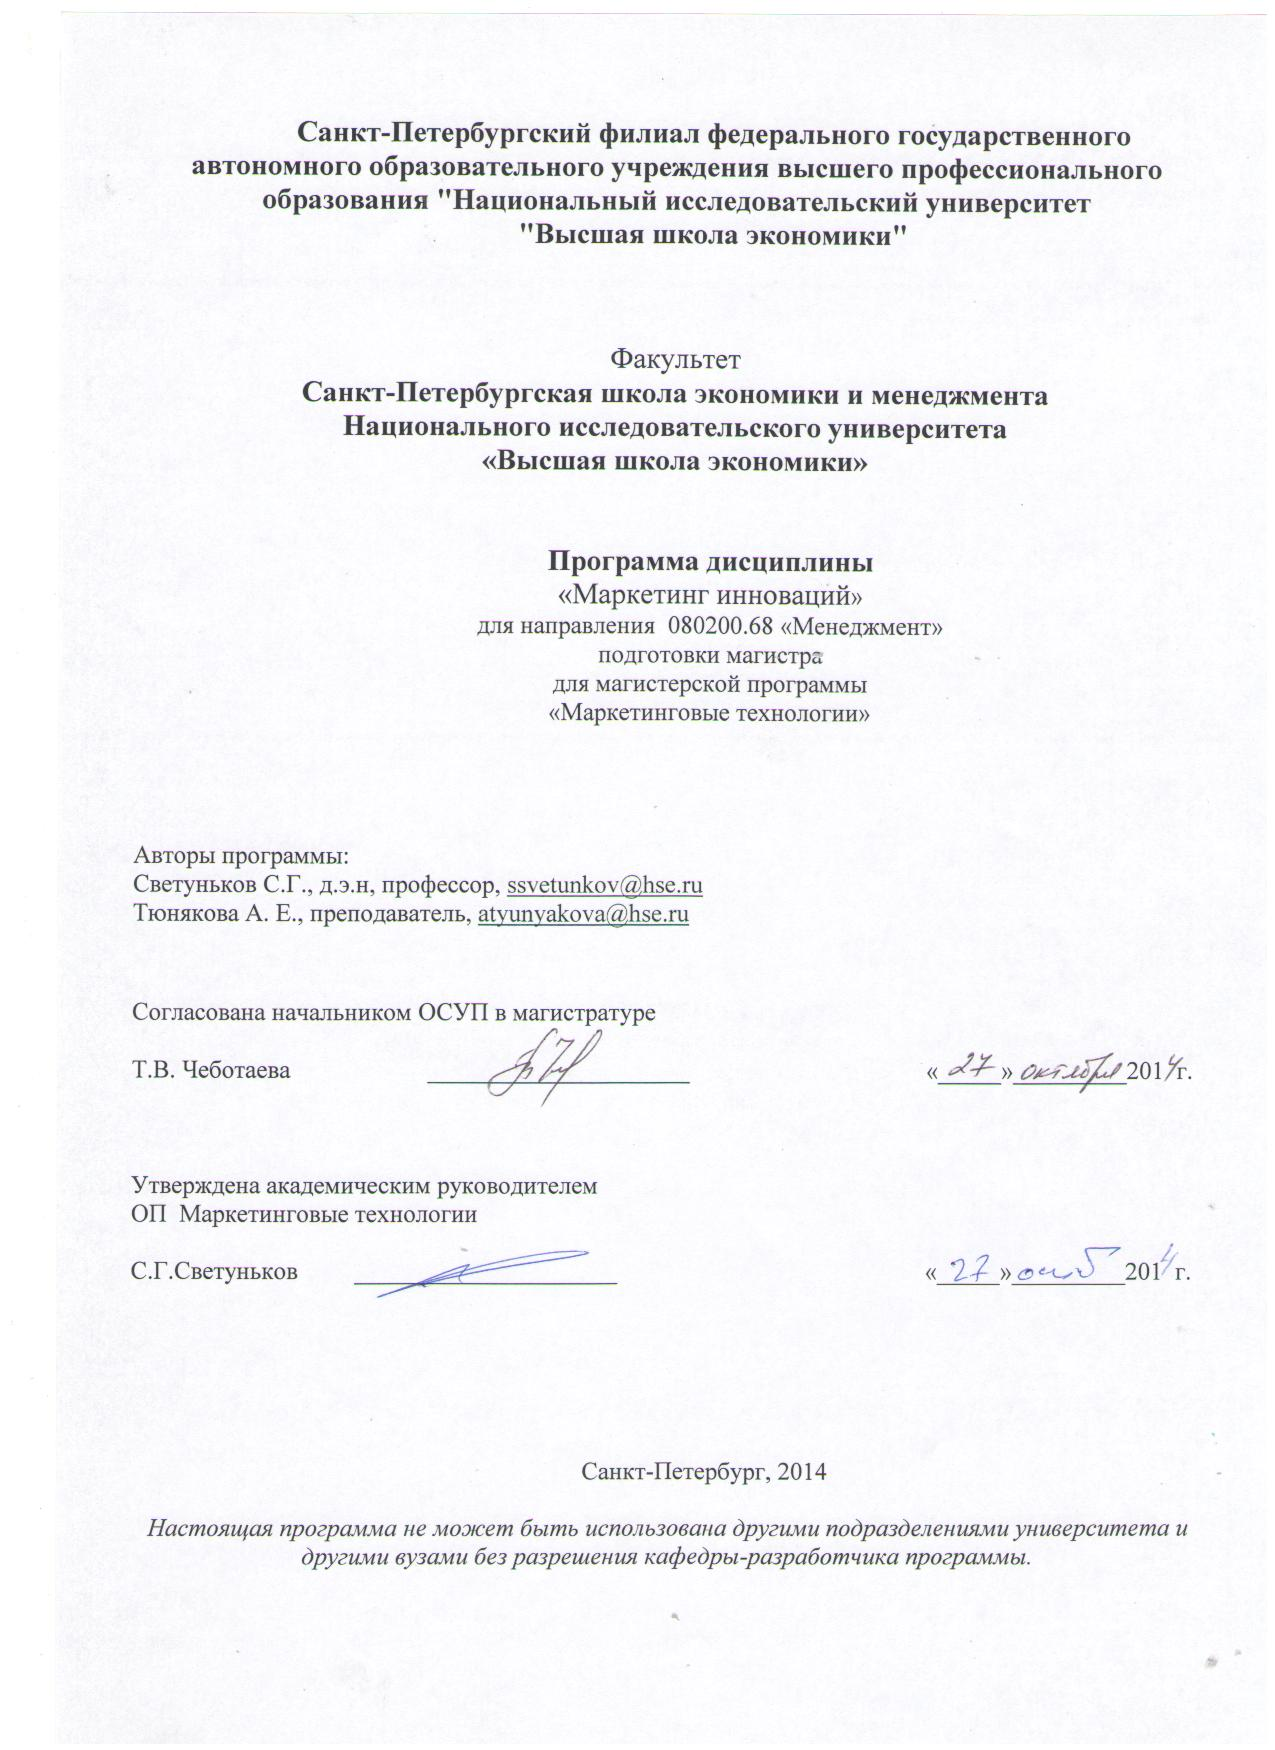 Санкт-Петербургский филиал федерального государственного
автономного образовательного учреждения высшего профессионального
образования "Национальный исследовательский университет
"Высшая школа экономики"
Факультет
Санкт-Петербургская школа экономики и менеджмента
Национального исследовательского университета
«Высшая школа экономики»
Программа дисциплины
«Маркетинг инноваций»
для направления 080200.68 «Менеджмент»
подготовки магистра
для магистерской программы
«Маркетинговые технологии»
Авторы программы:
Светуньков С.Г., д.э.н, профессор, ssvetunkov@hse.ru
Тюнякова А. Е., преподаватель, atyunyakova@hse.ru
Согласована начальником ОСУП в магистратуре
Т.В. Чеботаева «27» октября 2014г.
Утверждена академическим руководителем
ОП Маркетинговые технологии
С.Г.Светуньков «27» 2014 г.
Санкт-Петербург, 2014
Настоящая программа не может быть использована другими подразделениями университета и
другими вузами без разрешения кафедры-разработчика программы.